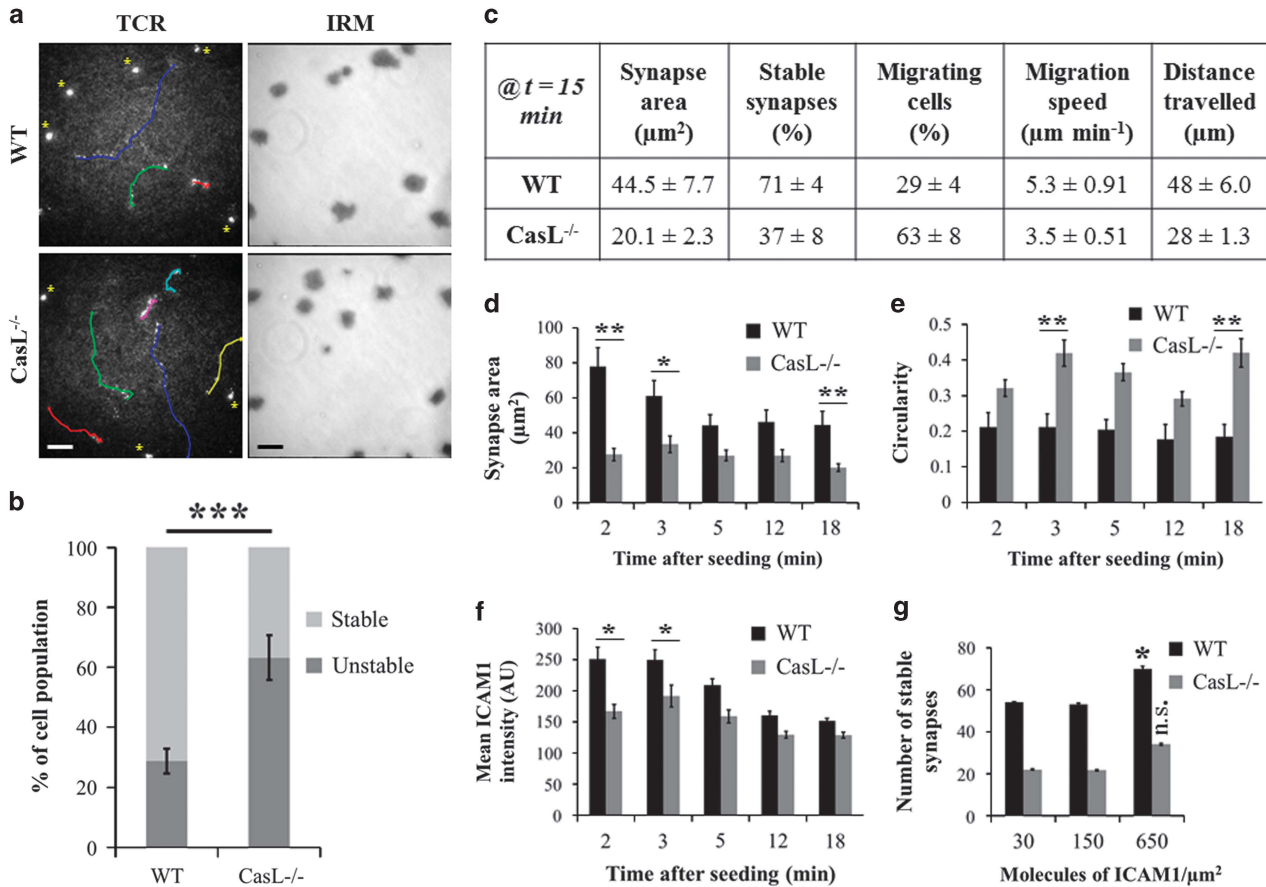 a
TCR
IRM
WT
CasL-/-
* * * * * *
* * *
c
@ t = 15 min
Synapse area (µm²)
Stable synapses (%)
Migrating cells (%)
Migration speed (µm min⁻¹)
Distance travelled (µm)
WT 44.5 ± 7.7 71 ± 4 29 ± 4 5.3 ± 0.91 48 ± 6.0
CasL-/- 20.1 ± 2.3 37 ± 8 63 ± 8 3.5 ± 0.51 28 ± 1.3
b
***
% of cell population
100
80
60
40
20
0
WT CasL-/-
Stable
Unstable
d
Synapse area
(µm²)
100
80
60
40
20
0
** * **
WT
CasL-/-
2 3 5 12 18
Time after seeding (min)
e
Circularity
0.5
0.4
0.3
0.2
0.1
0
** **
WT
CasL-/-
2 3 5 12 18
Time after seeding (min)
f
Mean ICAM1
intensity (AU)
300
250
200
150
100
50
0
* *
WT
CasL-/-
2 3 5 12 18
Time after seeding (min)
g
Number of stable
synapses
80
60
40
20
0
* n.s.
WT
CasL-/-
30 150 650
Molecules of ICAM1/µm²